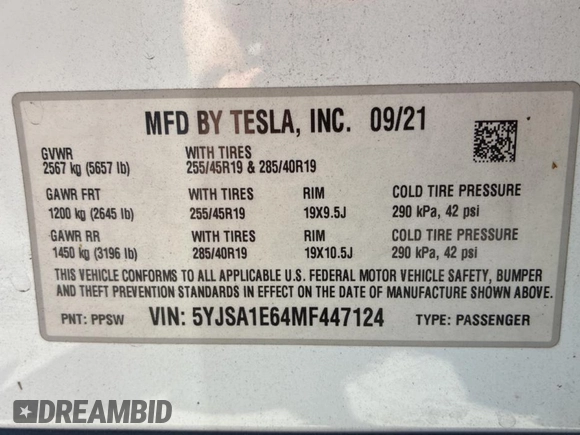 MFD BY TESLA, INC. 09/21
GVWR WITH TIRES
2567 kg (5657 lb) 255/45R19 & 285/40R19
GAWR FRT WITH TIRES RIM COLD TIRE PRESSURE
1200 kg (2645 lb) 255/45R19 19X9.5J 290 kPa, 42 psi
GAWR RR WITH TIRES RIM COLD TIRE PRESSURE
1450 kg (3196 lb) 285/40R19 19X10.5J 290 kPa, 42 psi
THIS VEHICLE CONFORMS TO ALL APPLICABLE U.S. FEDERAL MOTOR VEHICLE SAFETY, BUMPER
AND THEFT PREVENTION STANDARDS IN EFFECT ON THE DATE OF MANUFACTURE SHOWN ABOVE.
PNT: PPSW VIN: 5YJSA1E64MF447124 TYPE: PASSENGER
DREAMBID